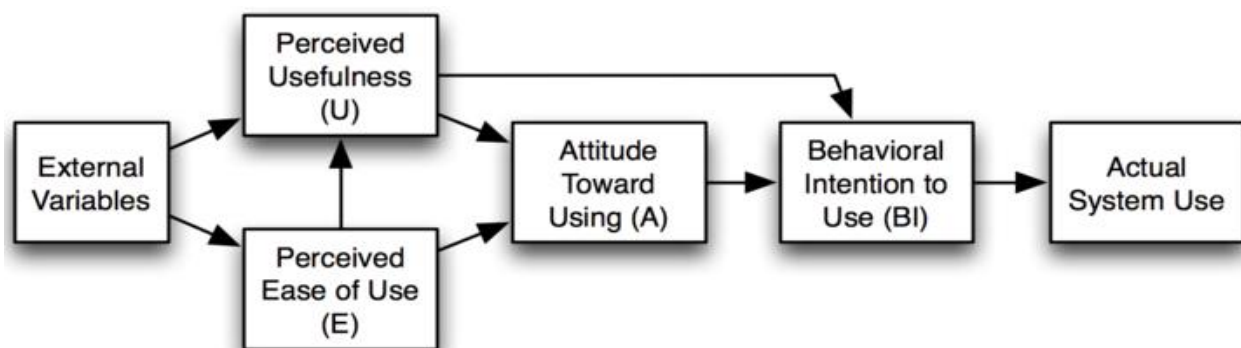 External
Variables
Perceived
Usefulness
(U)
Perceived
Ease of Use
(E)
Attitude
Toward
Using (A)
Behavioral
Intention to
Use (BI)
Actual
System Use